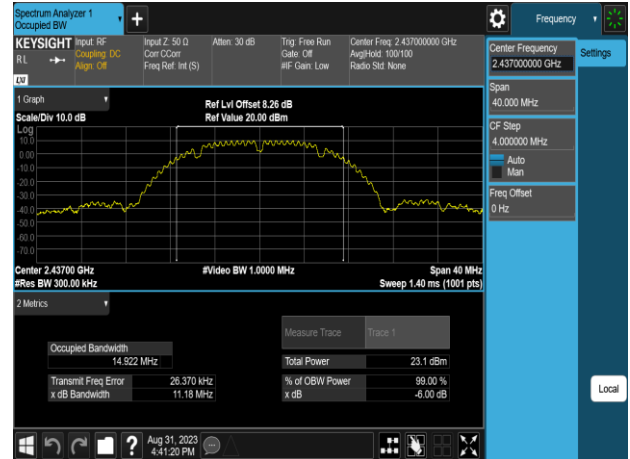 Spectrum Analyzer 1
Occupied BW
+
Frequency
KEYSIGHT
RL
LXI
Input: RF
Coupling: DC
Align: Off
Input Z: 50 Ω
Corr CCorr
Freq Ref: Int (S)
Atten: 30 dB
Trig: Free Run
Gate: Off
#IF Gain: Low
Center Freq: 2.437000000 GHz
Avg|Hold: 100/100
Radio Std: None
Center Frequency
2.437000000 GHz
Settings
Span
40.000 MHz
CF Step
4.000000 MHz
Auto
Man
Freq Offset
0 Hz
Local
1 Graph
Scale/Div 10.0 dB
Ref Lvl Offset 8.26 dB
Ref Value 20.00 dBm
Log
10.0
0.00
-10.0
-20.0
-30.0
-40.0
-50.0
-60.0
-70.0
Center 2.43700 GHz
#Video BW 1.0000 MHz
Span 40 MHz
#Res BW 300.00 kHz
Sweep 1.40 ms (1001 pts)
2 Metrics
Measure Trace
Trace 1
Occupied Bandwidth
14.922 MHz
Total Power
23.1 dBm
Transmit Freq Error
26.370 kHz
% of OBW Power
99.00 %
x dB Bandwidth
11.18 MHz
x dB
-6.00 dB
?
Aug 31, 2023
4:41:20 PM